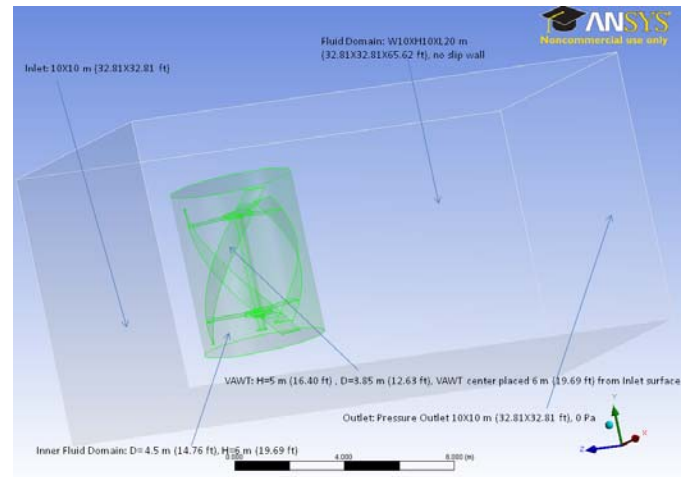 ANSYS
Noncommercial use only
Fluid Domain: W10XH10XL20 m
(32.81X32.81X65.62 ft), no slip wall
Inlet: 10X10 m (32.81X32.81 ft)
VAWT: H=5 m (16.40 ft) , D=3.85 m (12.63 ft), VAWT center placed 6 m (19.69 ft) from Inlet surface
Outlet: Pressure Outlet 10X10 m (32.81X32.81 ft), 0 Pa
Inner Fluid Domain: D= 4.5 m (14.76 ft), H=6 m (19.69 ft)
0.000 4.000 8.000 (m)
Y
X
Z